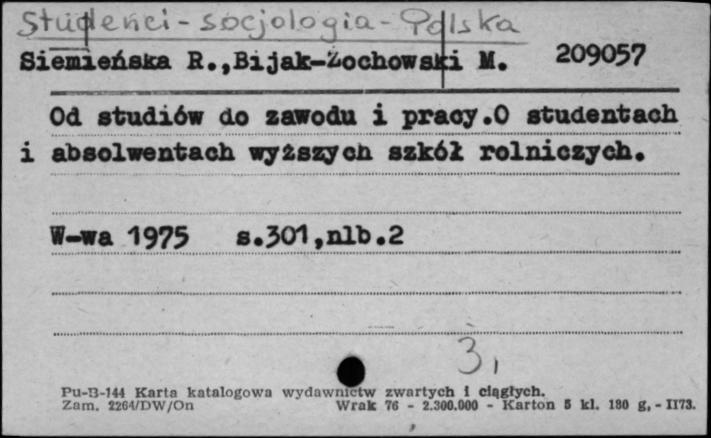 Studenci - socjologia - Polska
Siemieńska R.,Bijak-Żochowski M. 209057
Od studiów do zawodu i pracy.O studentach
i absolwentach wyższych szkół rolniczych.
W-wa 1975 s.301,nlb.2
3,
Pu-B-144 Karta katalogowa wydawnictw zwartych i ciągłych.
Zam. 2264/DW/On Wrak 76 - 2.300.000 - Karton 5 kl. 180 g, - II73.